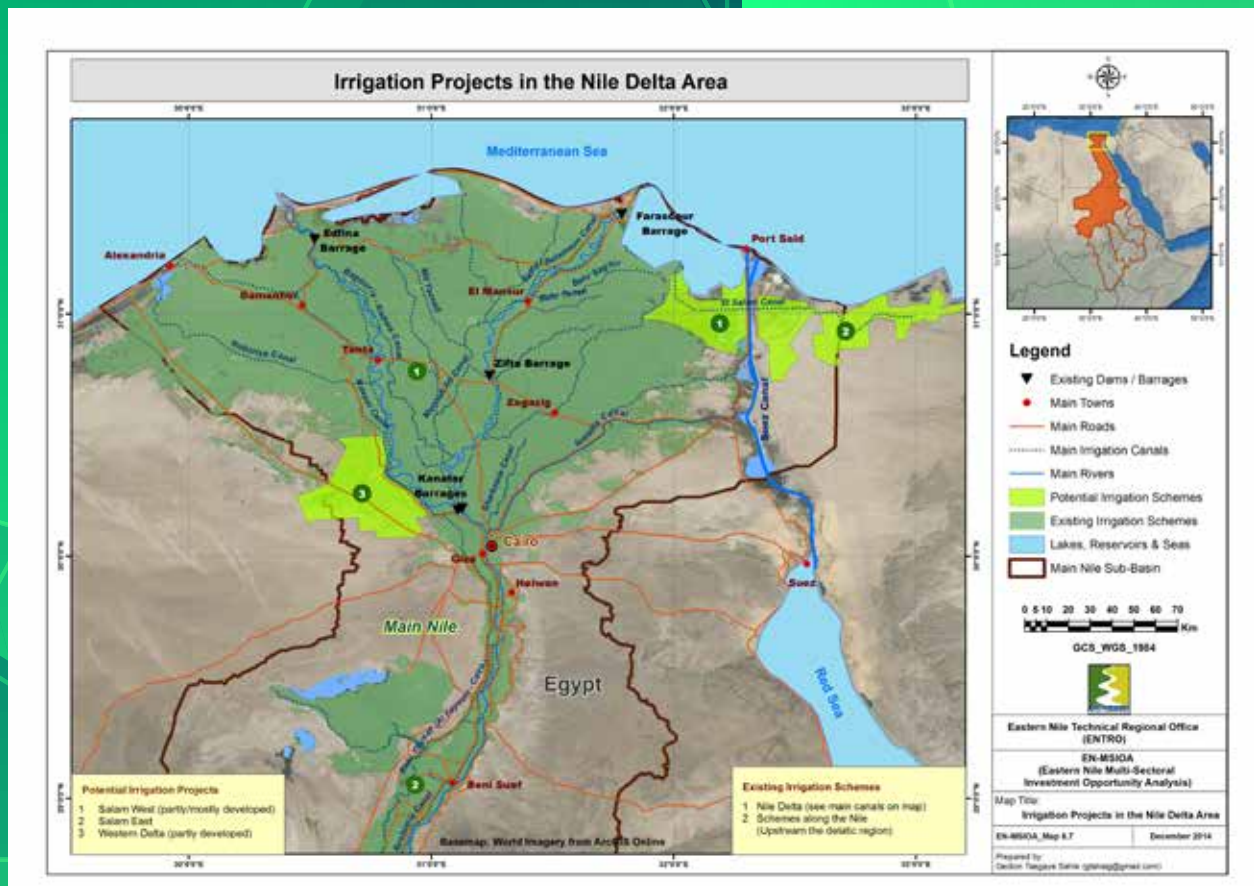 Irrigation Projects in the Nile Delta Area
Mediterranean Sea
Edfina
Barrage
Farascour
Barrage
Port Said
Alexandria
Damanhur
El Mansur
El Salam Canal
1
2
Tanta
1
Zifta Barrage
Zagazig
Suez Canal
3
Kanater
Barrages
Cairo
Giza
Helwan
Suez
Main Nile
Egypt
Red Sea
2
Beni Suef
Potential Irrigation Projects
1 Salam West (partly/mostly developed)
2 Salam East
3 Western Delta (partly developed)
Existing Irrigation Schemes
1 Nile Delta (see main canals on map)
2 Schemes along the Nile
(Upstream the deltatic region)
Basemap: World Imagery from ArcGIS Online
Legend
Existing Dams / Barrages
Main Towns
Main Roads
Main Irrigation Canals
Main Rivers
Potential Irrigation Schemes
Existing Irrigation Schemes
Lakes, Reservoirs & Seas
Main Nile Sub-Basin
0 5 10 20 30 40 50 60 70
Km
GCS_WGS_1984
Eastern Nile Technical Regional Office
(ENTRO)
EN-MSIOA
(Eastern Nile Multi-Sectoral
Investment Opportunity Analysis)
Map Title:
Irrigation Projects in the Nile Delta Area
EN-MSIOA_Map 6.7
December 2014
Prepared by: